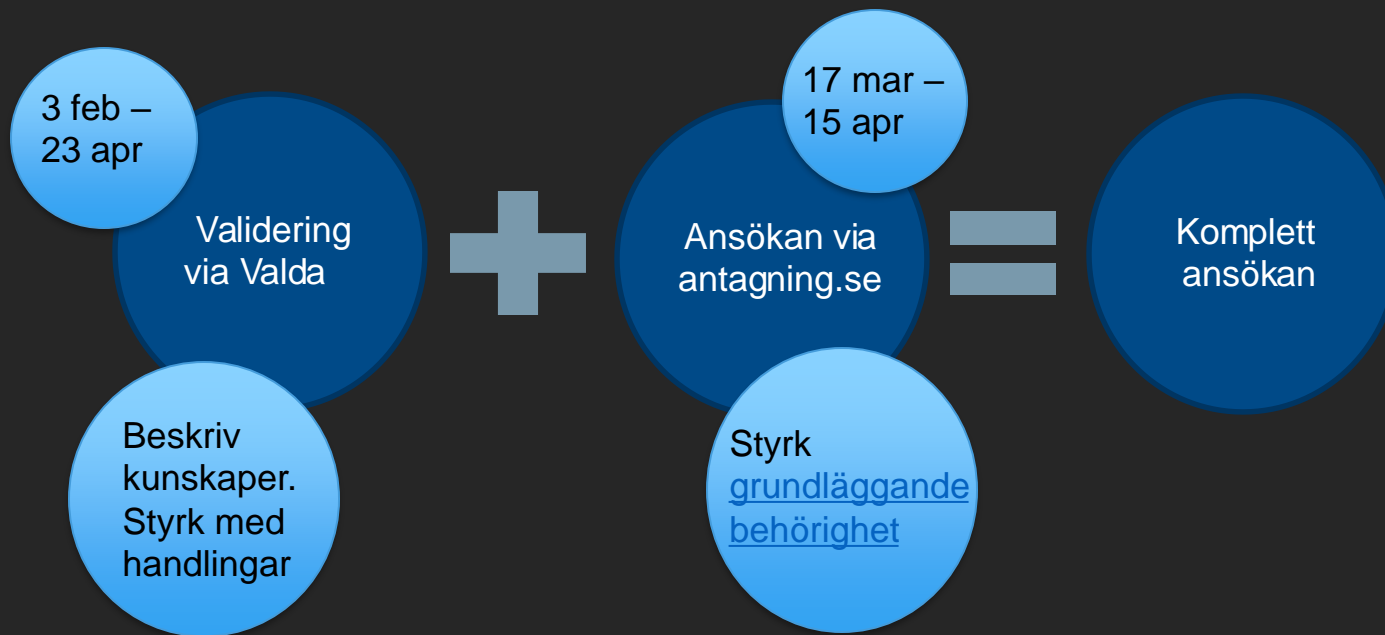 3 feb –
23 apr
Validering
via Valda
Beskriv
kunskaper.
Styrk med
handlingar
17 mar –
15 apr
Ansökan via
antagning.se
Styrk
grundläggande
behörighet
Komplett
ansökan